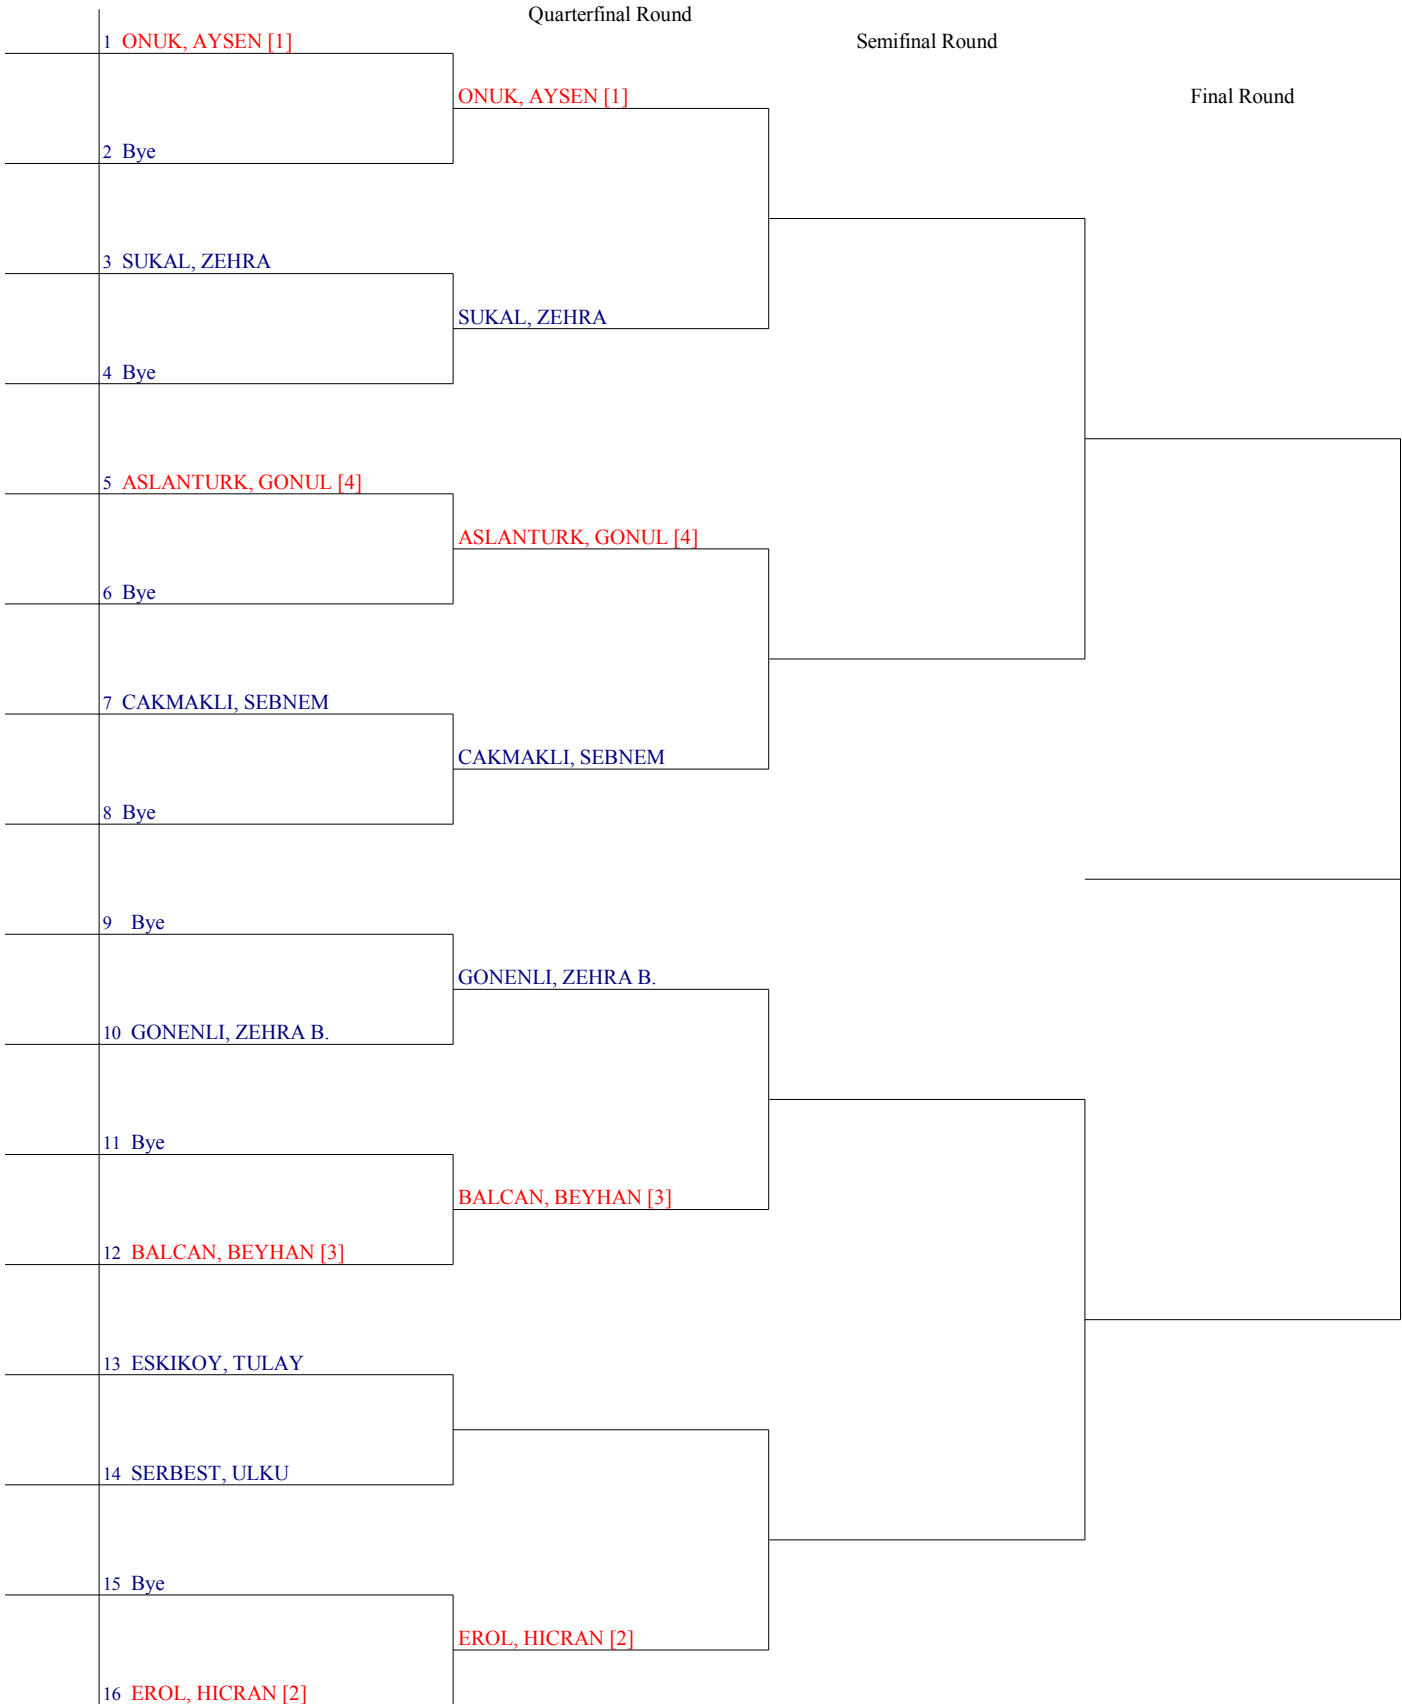 Quarterfinal Round
Semifinal Round
Final Round
1 ONUK, AYSEN [1]
ONUK, AYSEN [1]
2 Bye
3 SUKAL, ZEHRA
SUKAL, ZEHRA
4 Bye
5 ASLANTURK, GONUL [4]
ASLANTURK, GONUL [4]
6 Bye
7 CAKMAKLI, SEBNEM
CAKMAKLI, SEBNEM
8 Bye
9 Bye
GONENLI, ZEHRA B.
10 GONENLI, ZEHRA B.
11 Bye
BALCAN, BEYHAN [3]
12 BALCAN, BEYHAN [3]
13 ESKIKOY, TULAY
14 SERBEST, ULKU
15 Bye
EROL, HICRAN [2]
16 EROL, HICRAN [2]